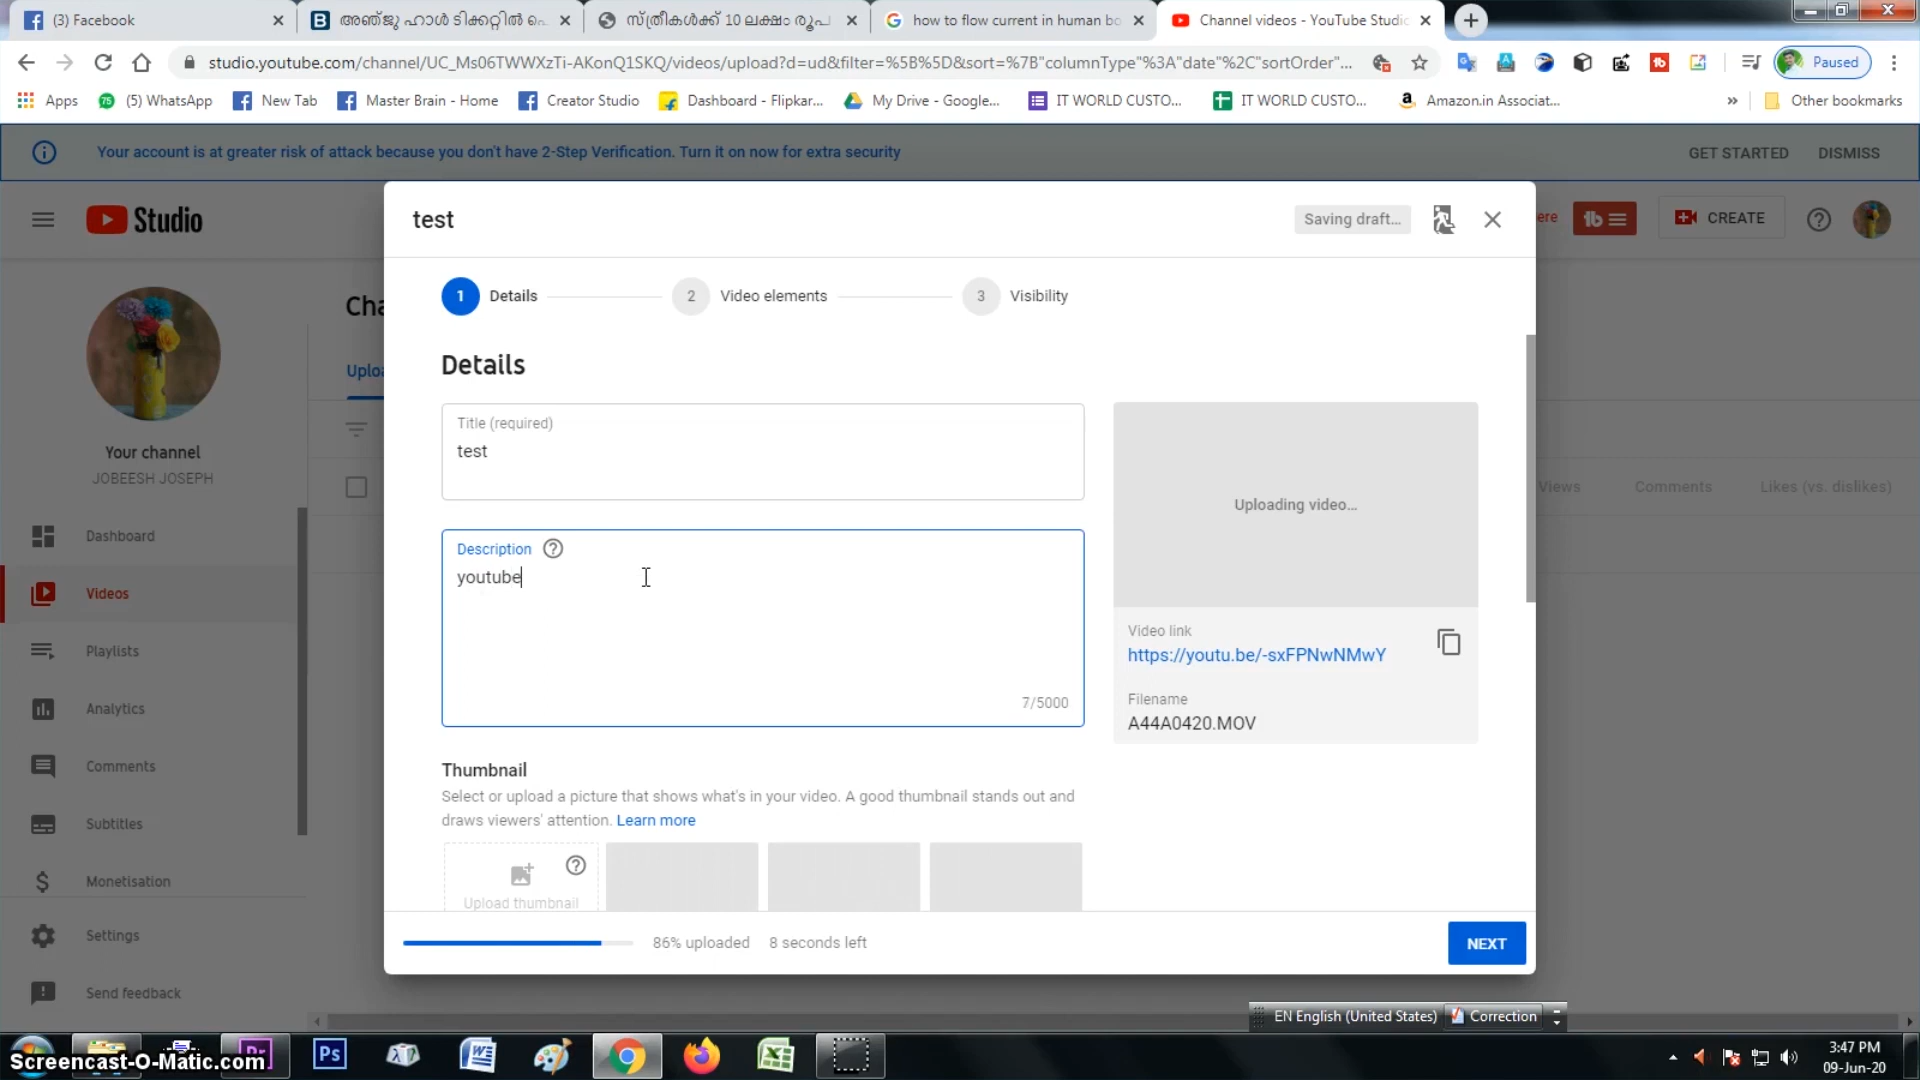 (3) Facebook
അഞ്ജു ഹാൾ ടിക്കറ്റിൽ
സ്ത്രീകൾക്ക് 10 ലക്ഷം രൂപ
how to flow current in human bo
Channel videos - YouTube Studio
studio.youtube.com/channel/UC_Ms06TWWXzTi-AKonQ1SKQ/videos/upload?d=ud&filter=%5B%5D&sort=%7B"columnType"%3A"date"%2C"sortOrder"...
Paused
Apps
(5) WhatsApp
New Tab
Master Brain - Home
Creator Studio
Dashboard - Flipkar...
My Drive - Google...
IT WORLD CUSTO...
IT WORLD CUSTO...
Amazon.in Associat...
»
Other bookmarks
Your account is at greater risk of attack because you don't have 2-Step Verification. Turn it on now for extra security
GET STARTED
DISMISS
Studio
test
Saving draft...
ere
CREATE
1 Details
2 Video elements
3 Visibility
Cha
Details
Uploa
Title (required)
test
Uploading video...
Your channel
JOBEESH JOSEPH
Views
Comments
Likes (vs. dislikes)
Description
youtube
7/5000
Dashboard
Videos
Playlists
Analytics
Comments
Subtitles
Monetisation
Settings
Send feedback
Video link
https://youtu.be/-sxFPNwNMwY
Filename
A44A0420.MOV
Thumbnail
Select or upload a picture that shows what's in your video. A good thumbnail stands out and
draws viewers' attention. Learn more
Upload thumbnail
86% uploaded
8 seconds left
NEXT
EN English (United States)
Correction
Screencast-O-Matic.com
Ps
3:47 PM
09-Jun-20